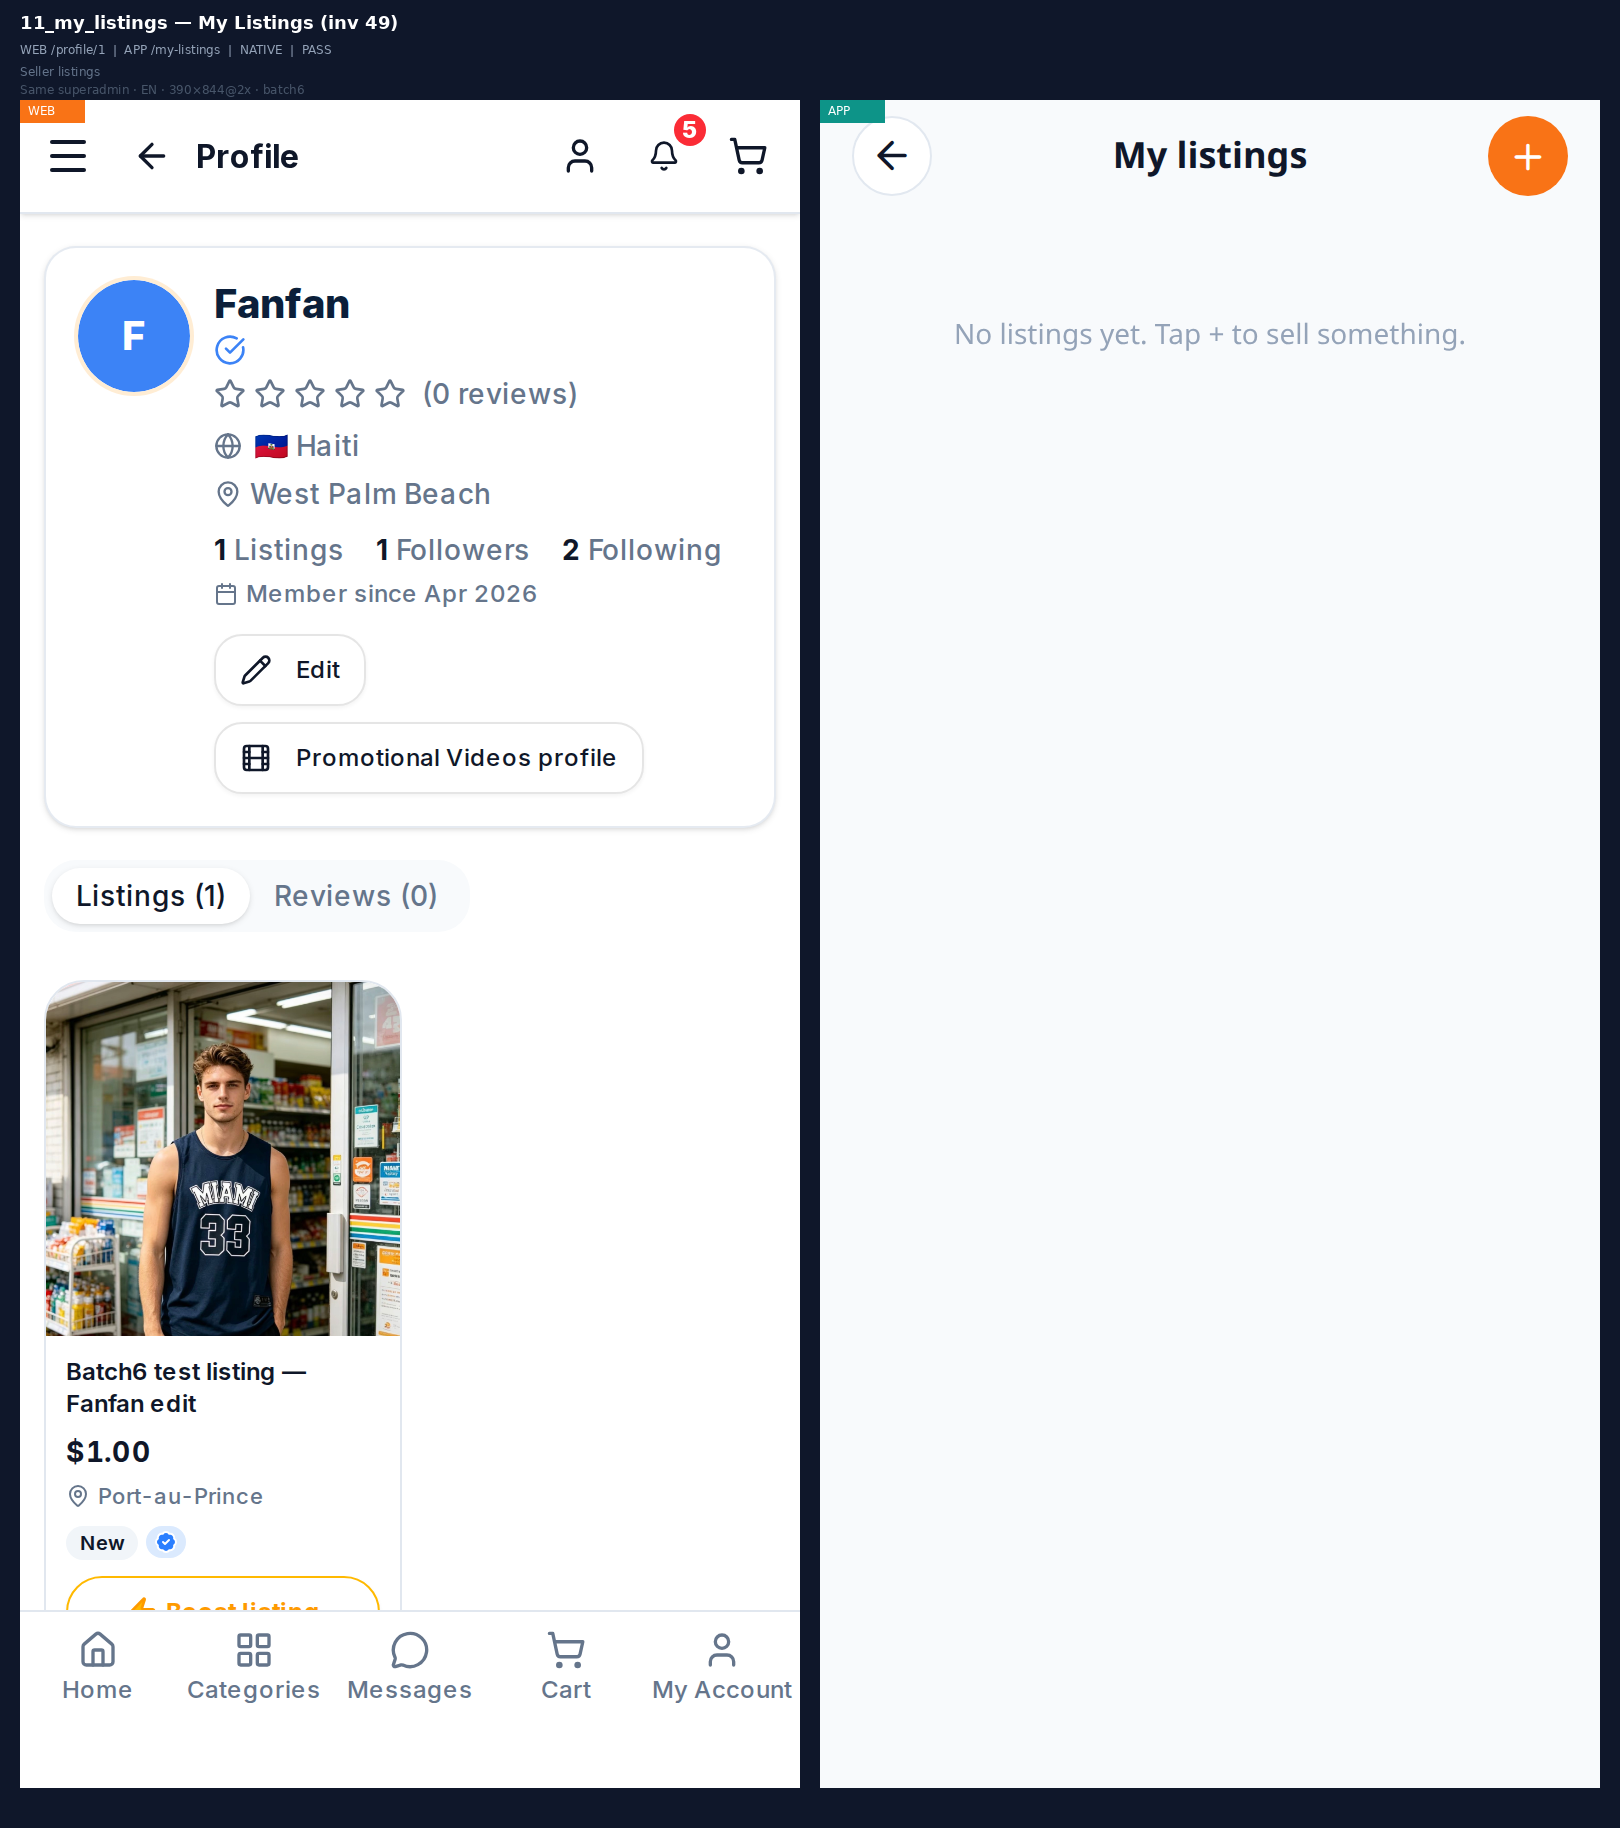 11_my_listings — My Listings (inv 49)
WEB /profile/1 | APP /my-listings | NATIVE | PASS
Seller listings
Same superadmin · EN · 390×844@2x · batch6
WEB
Profile
5
F
Fanfan
(0 reviews)
🇭🇹 Haiti
West Palm Beach
1 Listings 1 Followers 2 Following
Member since Apr 2026
Edit
Promotional Videos profile
Listings (1) Reviews (0)
MIAMI
33
Batch6 test listing —
Fanfan edit
$1.00
Port-au-Prince
New
Boost listing
Home Categories Messages Cart My Account
APP
My listings
No listings yet. Tap + to sell something.